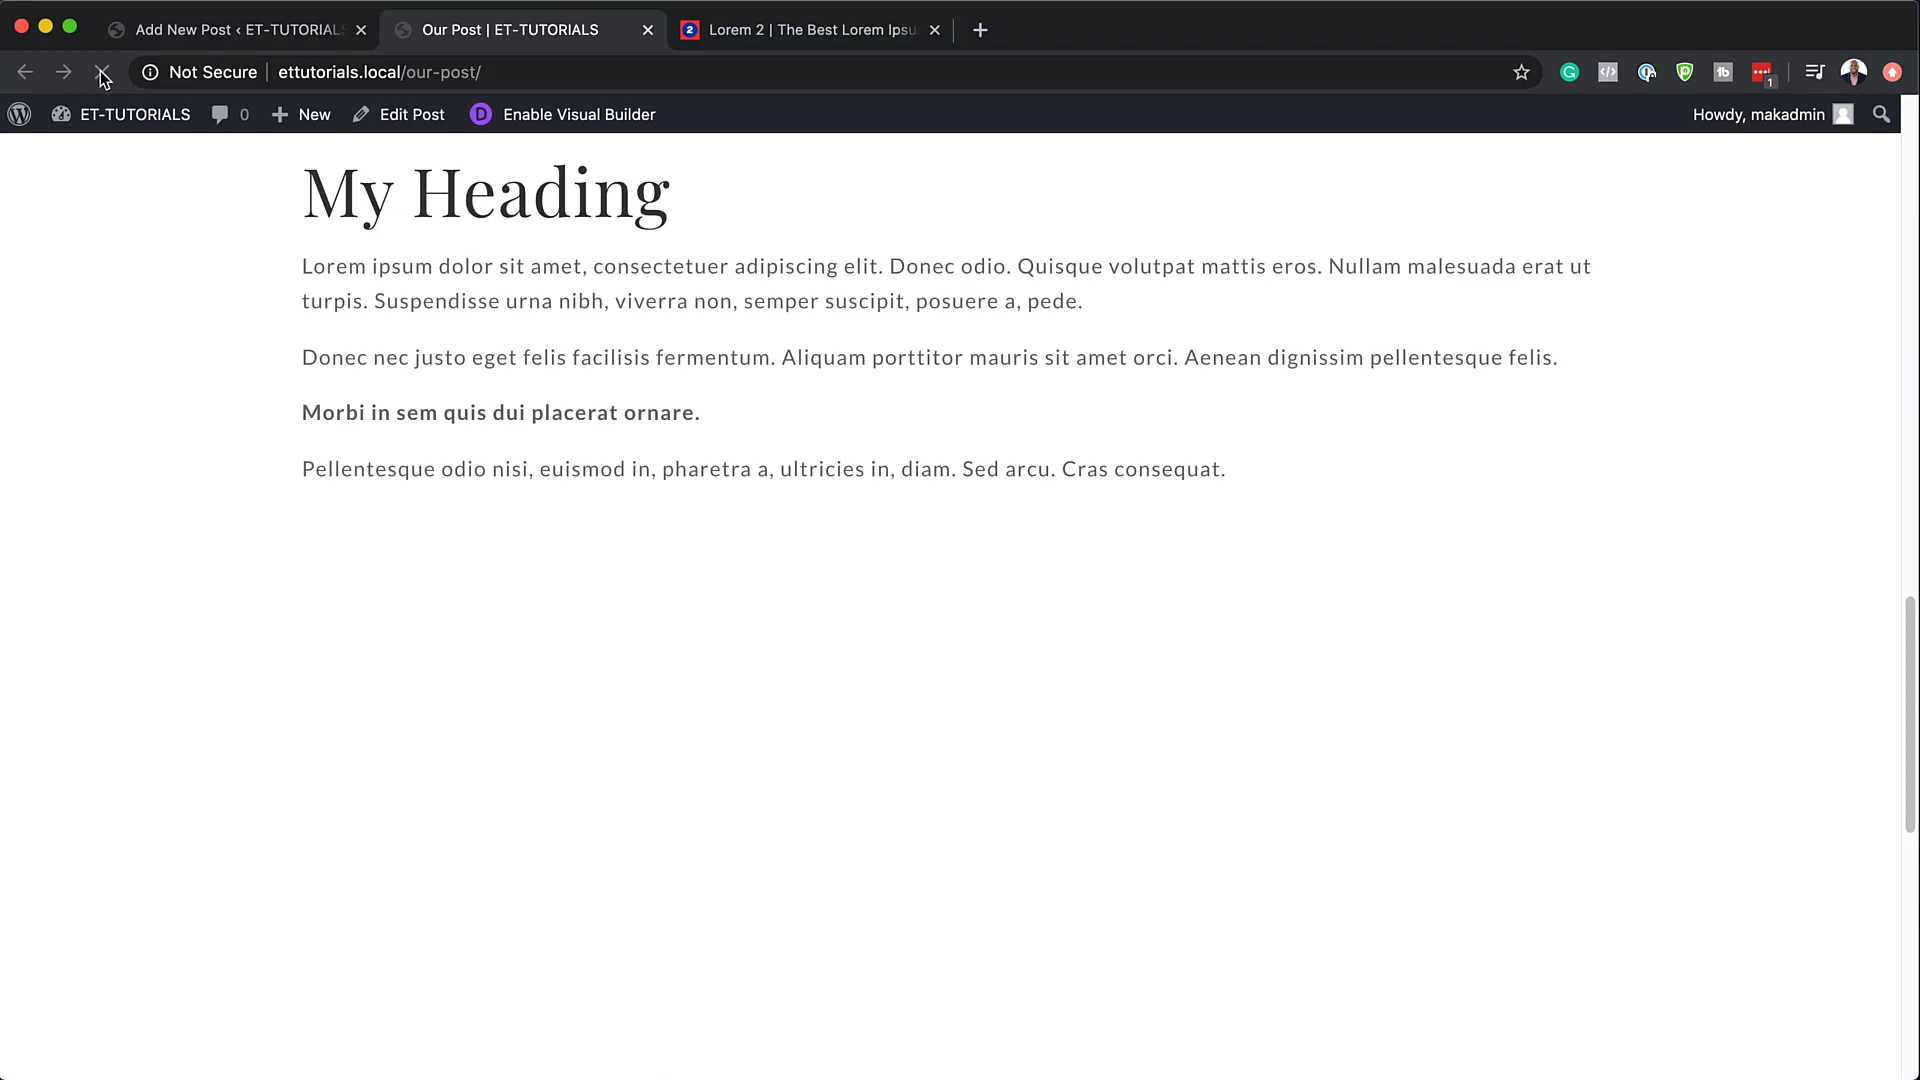 Add New Post ‹ ET-TUTORIALS
Our Post | ET-TUTORIALS
2 Lorem 2 | The Best Lorem Ipsu
Not Secure
ettutorials.local/our-post/
1
ET-TUTORIALS
0
New
Edit Post
D Enable Visual Builder
Howdy, makadmin
My Heading
Lorem ipsum dolor sit amet, consectetuer adipiscing elit. Donec odio. Quisque volutpat mattis eros. Nullam malesuada erat ut
turpis. Suspendisse urna nibh, viverra non, semper suscipit, posuere a, pede.
Donec nec justo eget felis facilisis fermentum. Aliquam porttitor mauris sit amet orci. Aenean dignissim pellentesque felis.
Morbi in sem quis dui placerat ornare.
Pellentesque odio nisi, euismod in, pharetra a, ultricies in, diam. Sed arcu. Cras consequat.